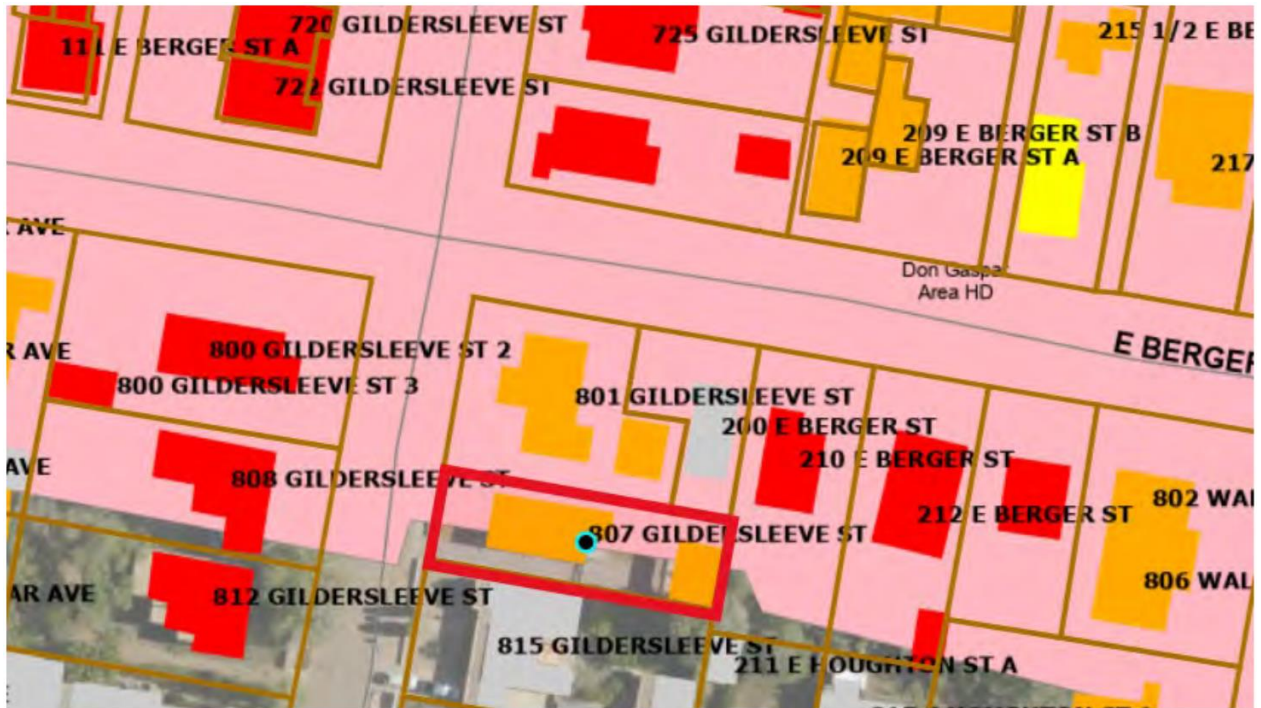 720 GILDERSLEEVE ST
725 GILDERSLEEVE ST
215 1/2 E BE
111 E BERGER ST A
722 GILDERSLEEVE ST
209 E BERGER ST B
209 E BERGER ST A
217
AVE
Don Gaspar
Area HD
E BERGER
R AVE
800 GILDERSLEEVE ST 2
800 GILDERSLEEVE ST 3
801 GILDERSLEEVE ST
200 E BERGER ST
210 E BERGER ST
AVE
808 GILDERSLEEVE ST
212 E BERGER ST
802 WAL
807 GILDERSLEEVE ST
806 WAL
AR AVE
812 GILDERSLEEVE ST
815 GILDERSLEEVE ST
211 E HOUGHTON ST A